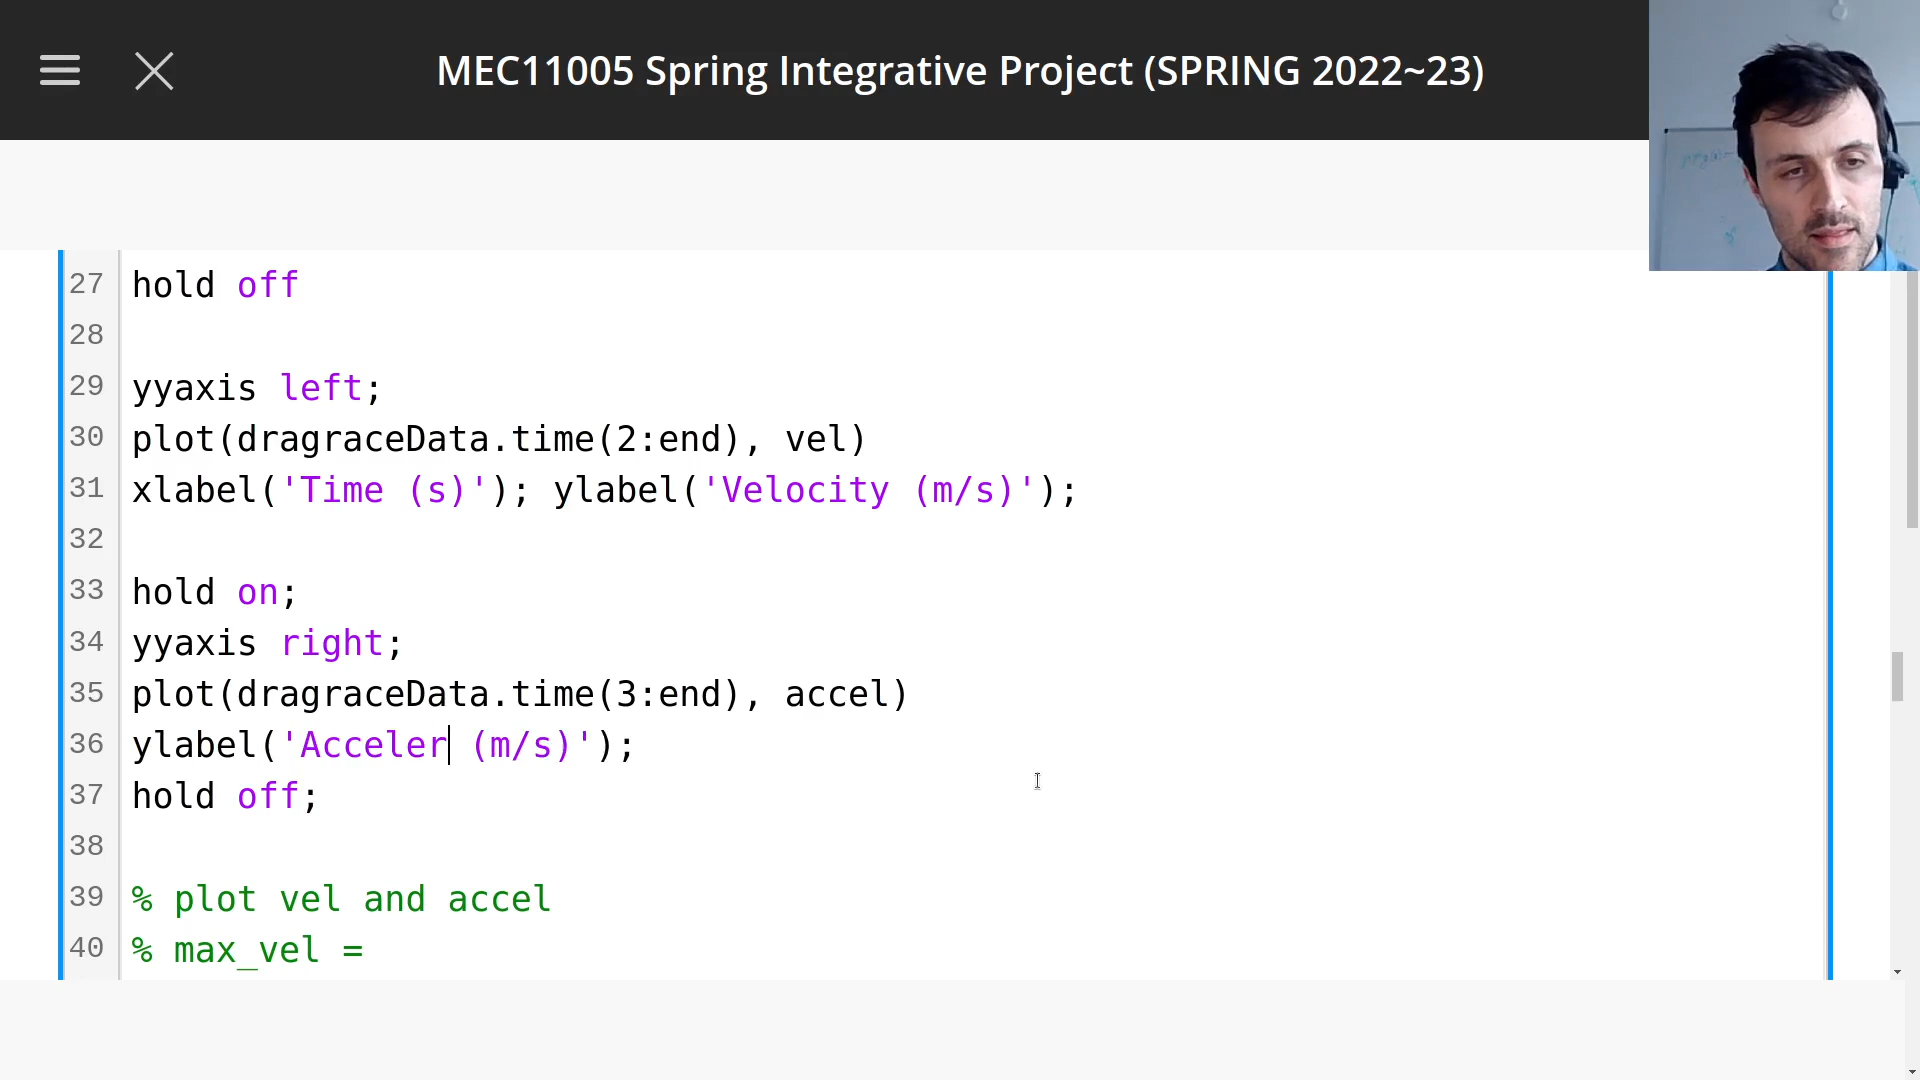 MEC11005 Spring Integrative Project (SPRING 2022~23)
27 hold off
28
29 yyaxis left;
30 plot(dragraceData.time(2:end), vel)
31 xlabel('Time (s)'); ylabel('Velocity (m/s)');
32
33 hold on;
34 yyaxis right;
35 plot(dragraceData.time(3:end), accel)
36 ylabel('Acceler (m/s)');
37 hold off;
38
39 % plot vel and accel
40 % max_vel =